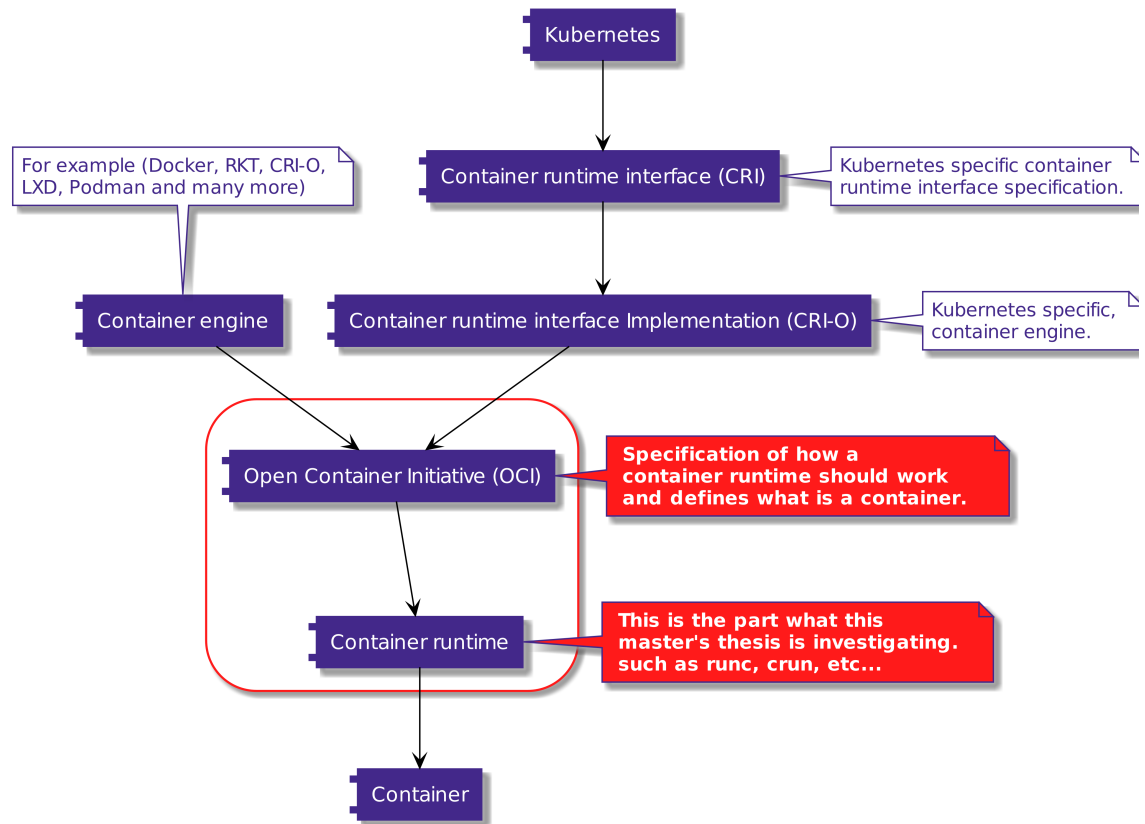 Kubernetes
For example (Docker, RKT, CRI-O,
LXD, Podman and many more)
Container runtime interface (CRI)
Kubernetes specific container
runtime interface specification.
Container engine
Container runtime interface Implementation (CRI-O)
Kubernetes specific,
container engine.
Open Container Initiative (OCI)
Specification of how a
container runtime should work
and defines what is a container.
Container runtime
This is the part what this
master's thesis is investigating.
such as runc, crun, etc...
Container